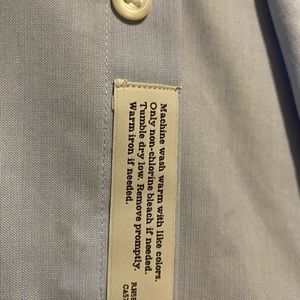 Machine wash warm with like colors.
Only non-chlorine bleach if needed.
Tumble dry low. Remove promptly.
Warm iron if needed.